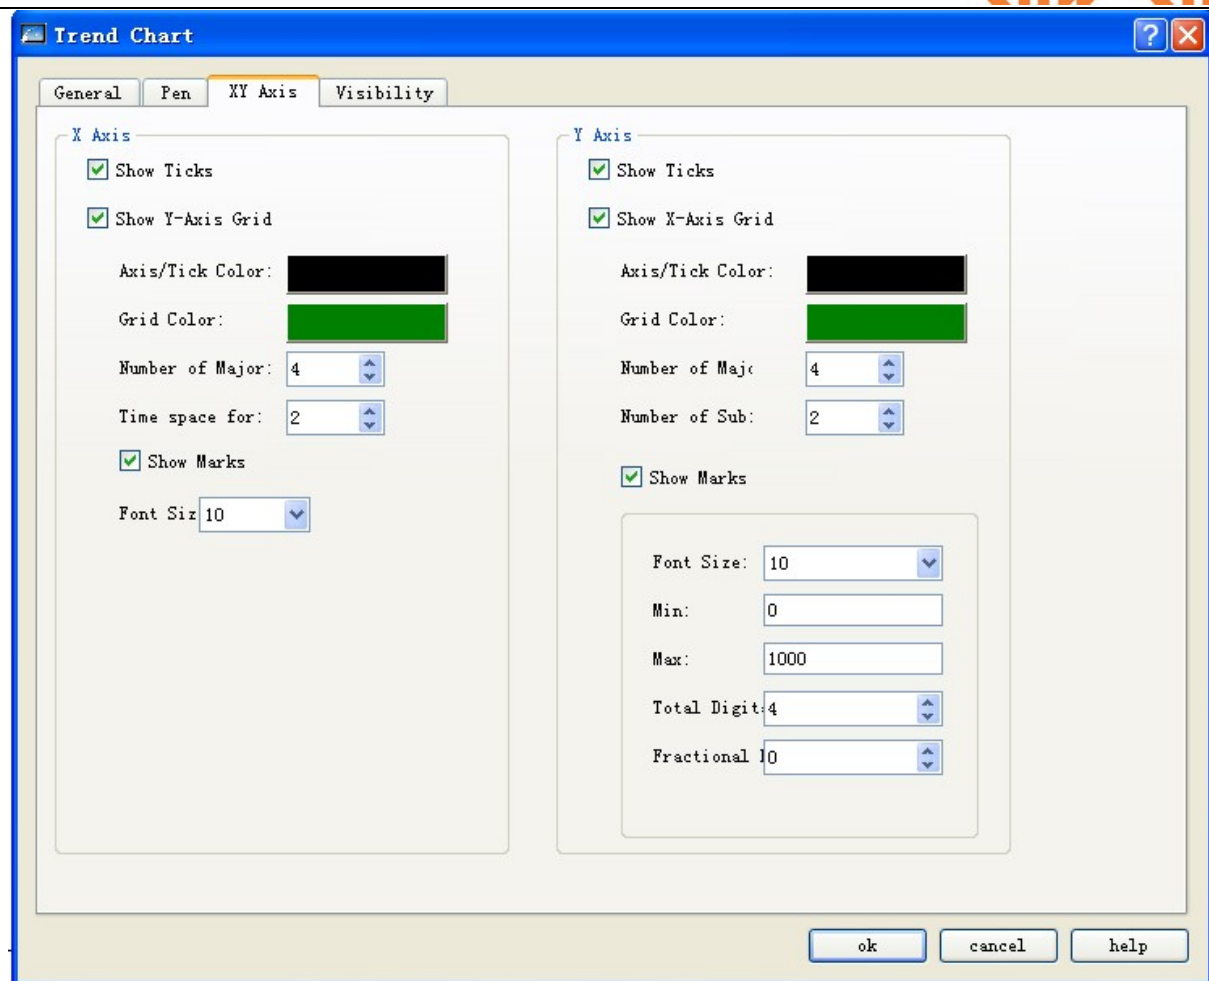 Trend Chart
General Pen XY Axis Visibility
X Axis
Show Ticks
Show Y-Axis Grid
Axis/Tick Color:
Grid Color:
Number of Major: 4
Time space for: 2
Show Marks
Font Siz 10
Y Axis
Show Ticks
Show X-Axis Grid
Axis/Tick Color:
Grid Color:
Number of Majo 4
Number of Sub: 2
Show Marks
Font Size: 10
Min: 0
Max: 1000
Total Digit 4
Fractional 0
ok cancel help